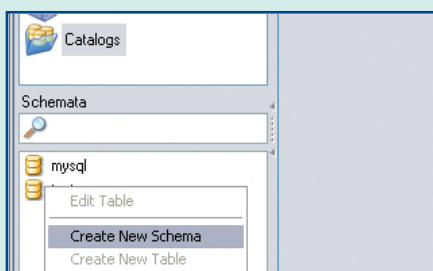 Catalogs
Schemata
mysql
Edit Table
Create New Schema
Create New Table